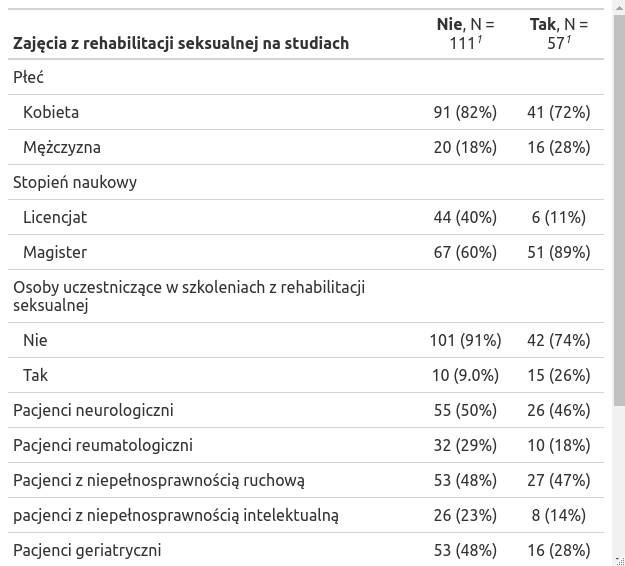 Zajęcia z rehabilitacji seksualnej na studiach Nie, N = 111¹ Tak, N = 57¹
Płeć
Kobieta 91 (82%) 41 (72%)
Mężczyzna 20 (18%) 16 (28%)
Stopień naukowy
Licencjat 44 (40%) 6 (11%)
Magister 67 (60%) 51 (89%)
Osoby uczestniczące w szkoleniach z rehabilitacji
seksualnej
Nie 101 (91%) 42 (74%)
Tak 10 (9.0%) 15 (26%)
Pacjenci neurologiczni 55 (50%) 26 (46%)
Pacjenci reumatologiczni 32 (29%) 10 (18%)
Pacjenci z niepełnosprawnością ruchową 53 (48%) 27 (47%)
pacjenci z niepełnosprawnością intelektualną 26 (23%) 8 (14%)
Pacjenci geriatryczni 53 (48%) 16 (28%)